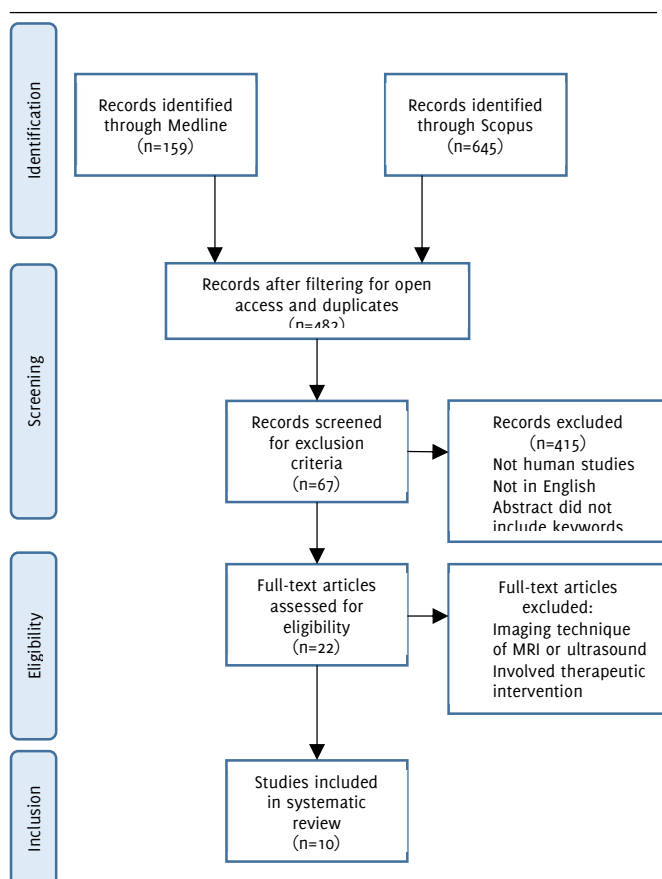 Identification
Records identified
through Medline
(n=159)
Records identified
through Scopus
(n=645)
Screening
Records after filtering for open
access and duplicates
(n=482)
Records screened
for exclusion
criteria
(n=67)
Records excluded
(n=415)
Not human studies
Not in English
Abstract did not
include keywords
Eligibility
Full-text articles
assessed for
eligibility
(n=22)
Full-text articles
excluded:
Imaging technique
of MRI or ultrasound
Involved therapeutic
intervention
Inclusion
Studies included
in systematic
review
(n=10)